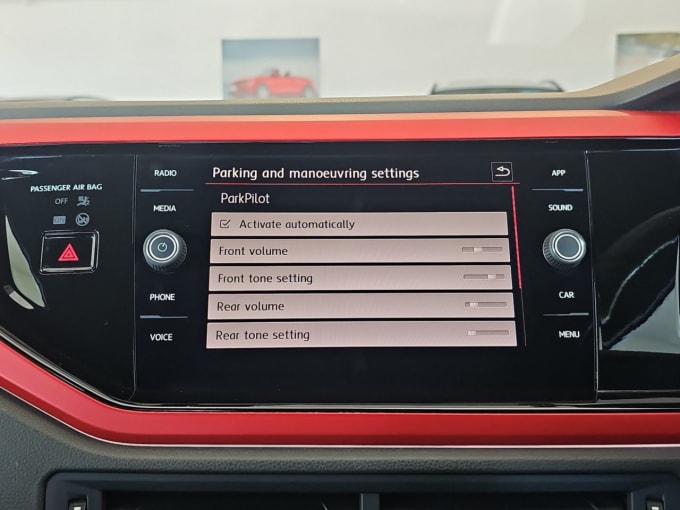 PASSENGER AIR BAG
OFF
RADIO
MEDIA
PHONE
VOICE
Parking and manoeuvring settings
ParkPilot
Activate automatically
Front volume
Front tone setting
Rear volume
Rear tone setting
APP
SOUND
CAR
MENU